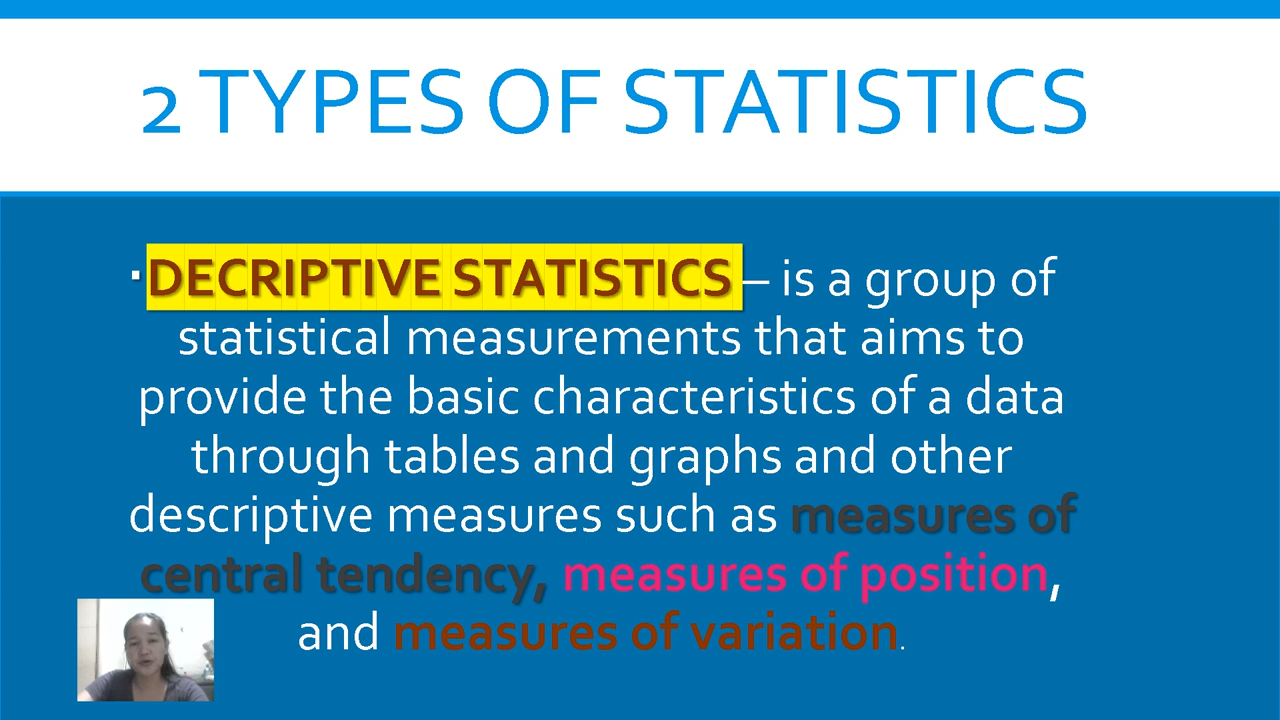 2 TYPES OF STATISTICS
▪DECRIPTIVE STATISTICS – is a group of
statistical measurements that aims to
provide the basic characteristics of a data
through tables and graphs and other
descriptive measures such as measures of
central tendency, measures of position,
and measures of variation.